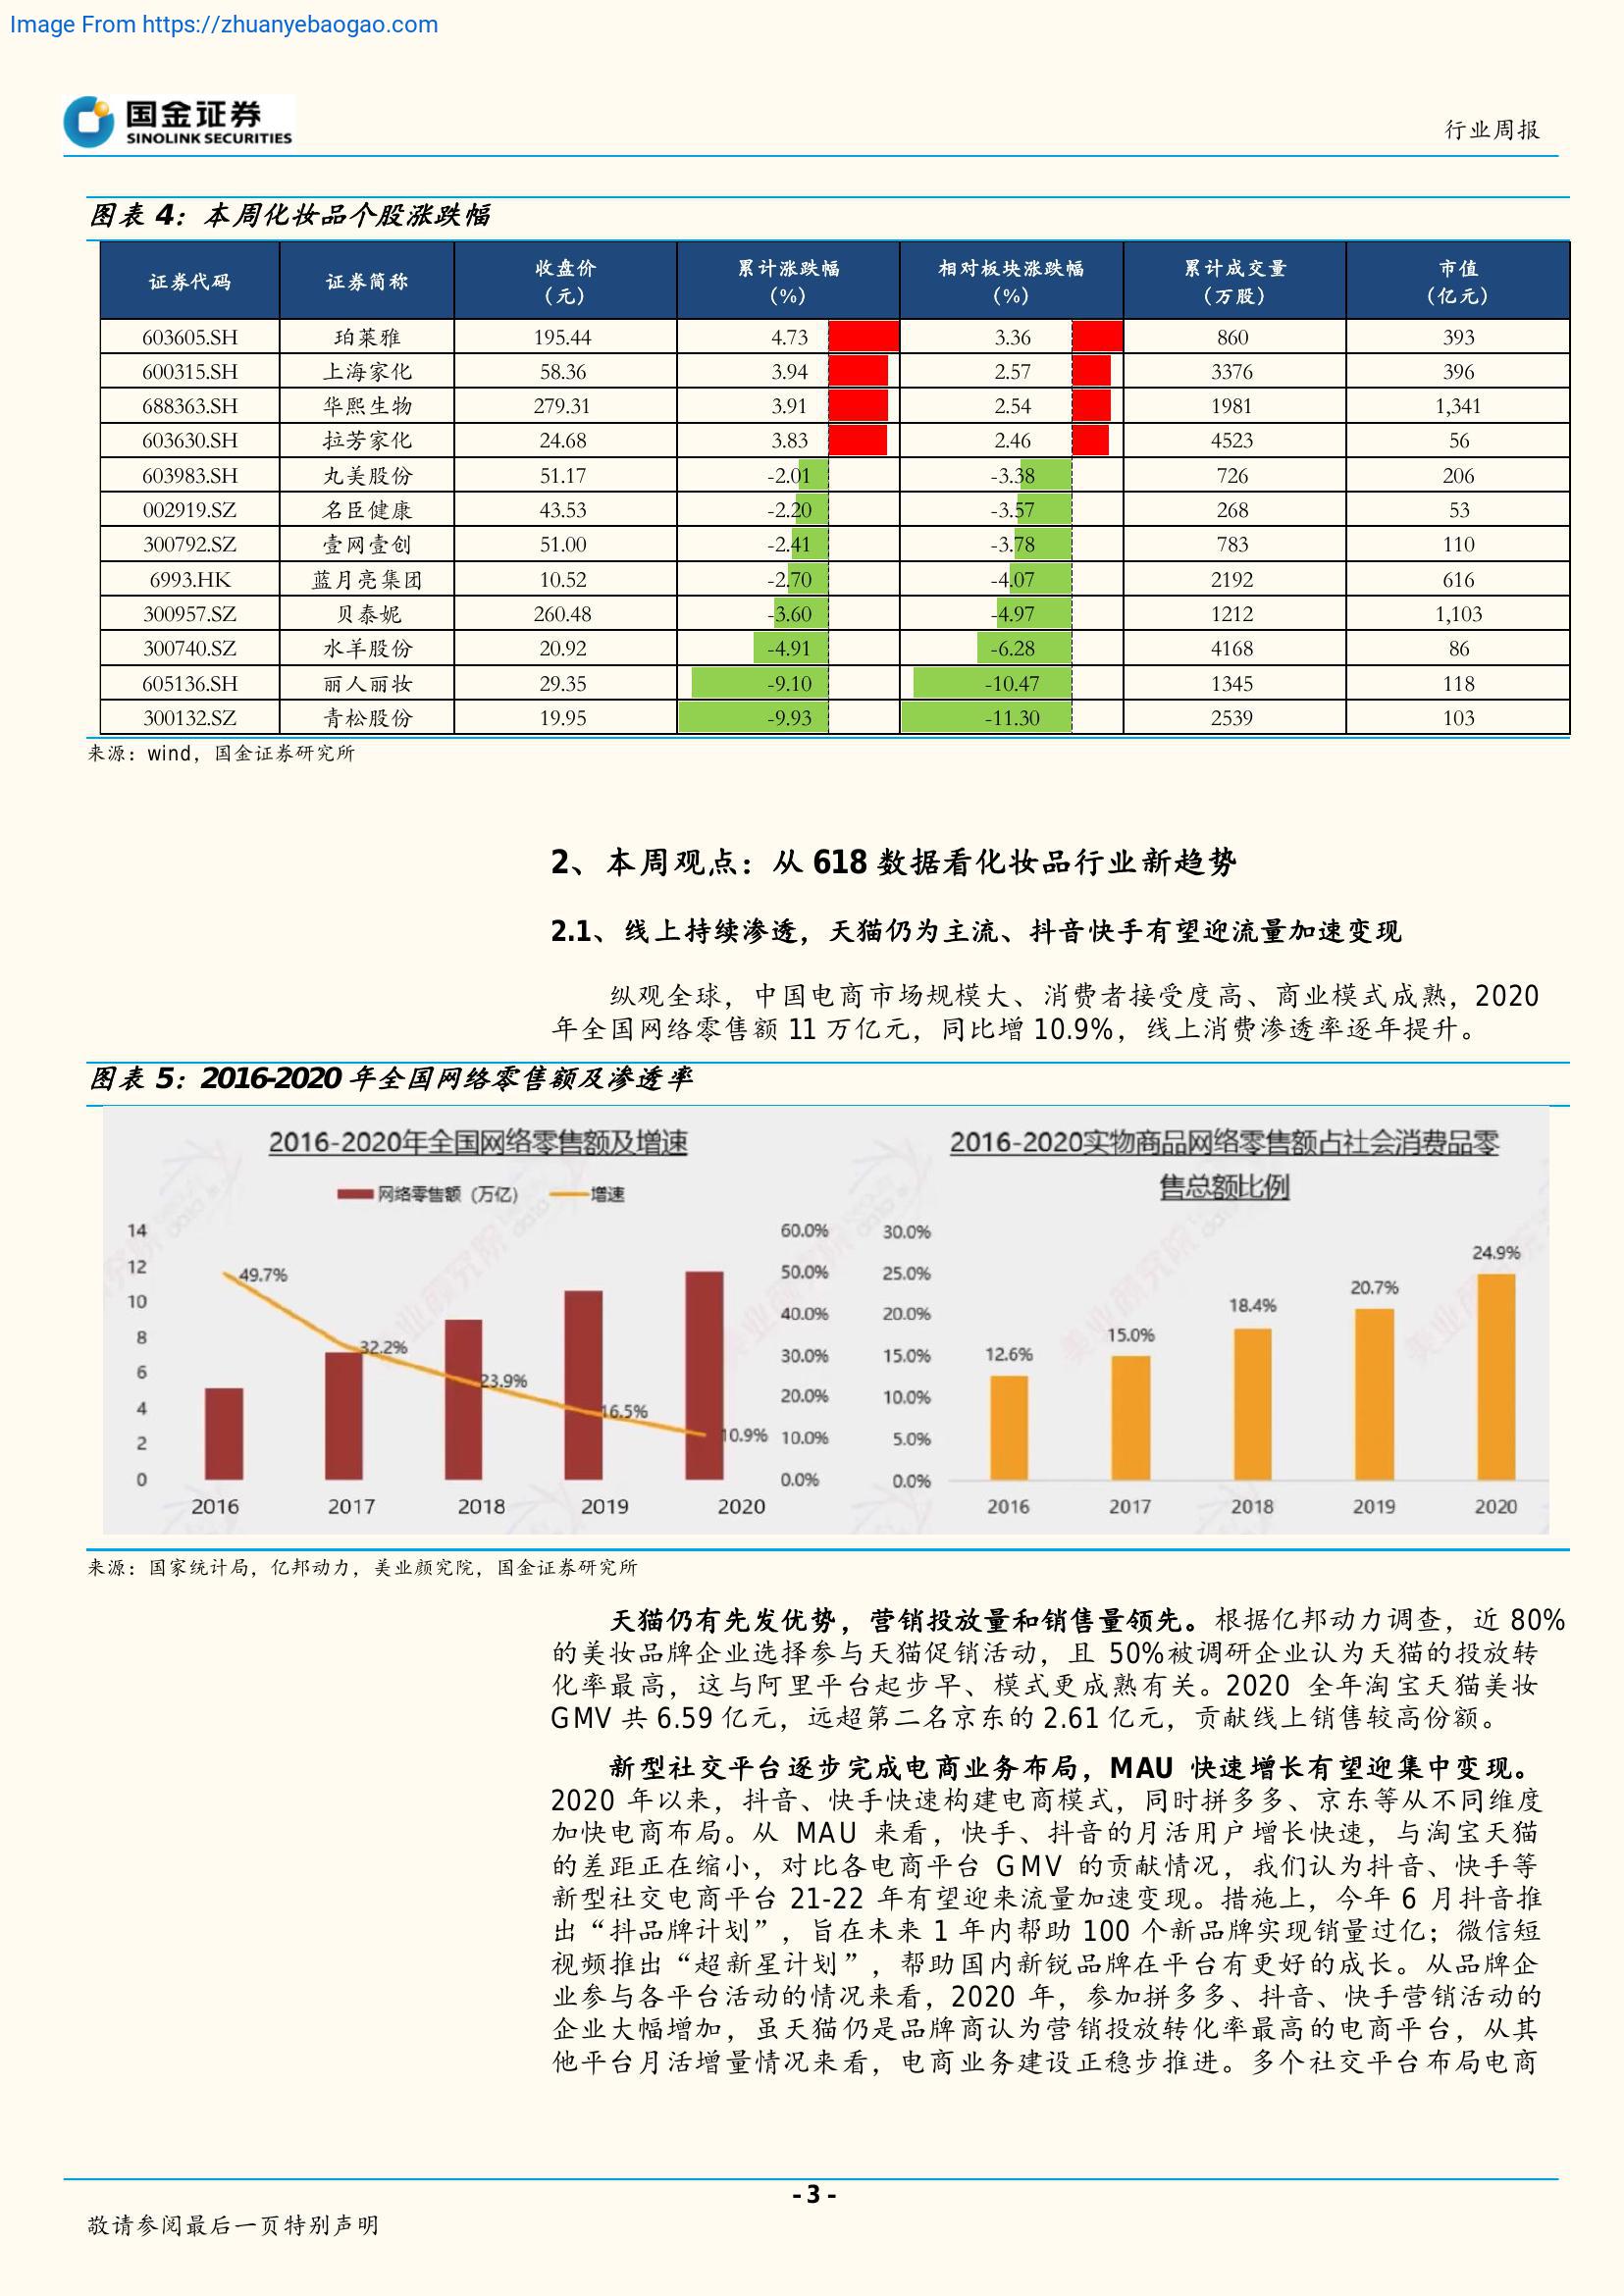 Image From https://zhuanyebaogao.com
国金证券
SINOLINK SECURITIES
行业周报
图表 4：本周化妆品个股涨跌幅
证券代码 证券简称 收盘价（元） 累计涨跌幅（%） 相对板块涨跌幅（%） 累计成交量（万股） 市值（亿元）
603605.SH 珀莱雅 195.44 4.73 3.36 860 393
600315.SH 上海家化 58.36 3.94 2.57 3376 396
688363.SH 华熙生物 279.31 3.91 2.54 1981 1,341
603630.SH 拉芳家化 24.68 3.83 2.46 4523 56
603983.SH 丸美股份 51.17 -2.01 -3.38 726 206
002919.SZ 名臣健康 43.53 -2.20 -3.57 268 53
300792.SZ 壹网壹创 51.00 -2.41 -3.78 783 110
6993.HK 蓝月亮集团 10.52 -2.70 -4.07 2192 616
300957.SZ 贝泰妮 260.48 -3.60 -4.97 1212 1,103
300740.SZ 水羊股份 20.92 -4.91 -6.28 4168 86
605136.SH 丽人丽妆 29.35 -9.10 -10.47 1345 118
300132.SZ 青松股份 19.95 -9.93 -11.30 2539 103
来源：wind，国金证券研究所
2、本周观点：从 618 数据看化妆品行业新趋势
2.1、线上持续渗透，天猫仍为主流、抖音快手有望迎流量加速变现
纵观全球，中国电商市场规模大、消费者接受度高、商业模式成熟，2020
年全国网络零售额 11 万亿元，同比增 10.9%，线上消费渗透率逐年提升。
图表 5：2016-2020 年全国网络零售额及渗透率
2016-2020年全国网络零售额及增速
网络零售额（万亿） 增速
14
12
10
8
6
4
2
0
49.7%
32.2%
23.9%
16.5%
10.9%
60.0%
50.0%
40.0%
30.0%
20.0%
10.0%
0.0%
2016 2017 2018 2019 2020
2016-2020实物商品网络零售额占社会消费品零
售总额比例
30.0%
25.0%
20.0%
15.0%
10.0%
5.0%
0.0%
12.6%
15.0%
18.4%
20.7%
24.9%
2016 2017 2018 2019 2020
来源：国家统计局，亿邦动力，美业颜究院，国金证券研究所
天猫仍有先发优势，营销投放量和销售量领先。根据亿邦动力调查，近 80%
的美妆品牌企业选择参与天猫促销活动，且 50%被调研企业认为天猫的投放转
化率最高，这与阿里平台起步早、模式更成熟有关。2020 全年淘宝天猫美妆
GMV 共 6.59 亿元，远超第二名京东的 2.61 亿元，贡献线上销售较高份额。
新型社交平台逐步完成电商业务布局，MAU 快速增长有望迎集中变现。
2020 年以来，抖音、快手快速构建电商模式，同时拼多多、京东等从不同维度
加快电商布局。从 MAU 来看，快手、抖音的月活用户增长快速，与淘宝天猫
的差距正在缩小，对比各电商平台 GMV 的贡献情况，我们认为抖音、快手等
新型社交电商平台 21-22 年有望迎来流量加速变现。措施上，今年 6 月抖音推
出“抖品牌计划”，旨在未来 1 年内帮助 100 个新品牌实现销量过亿；微信短
视频推出“超新星计划”，帮助国内新锐品牌在平台有更好的成长。从品牌企
业参与各平台活动的情况来看，2020 年，参加拼多多、抖音、快手营销活动的
企业大幅增加，虽天猫仍是品牌商认为营销投放转化率最高的电商平台，从其
他平台月活增量情况来看，电商业务建设正稳步推进。多个社交平台布局电商
- 3 -
敬请参阅最后一页特别声明